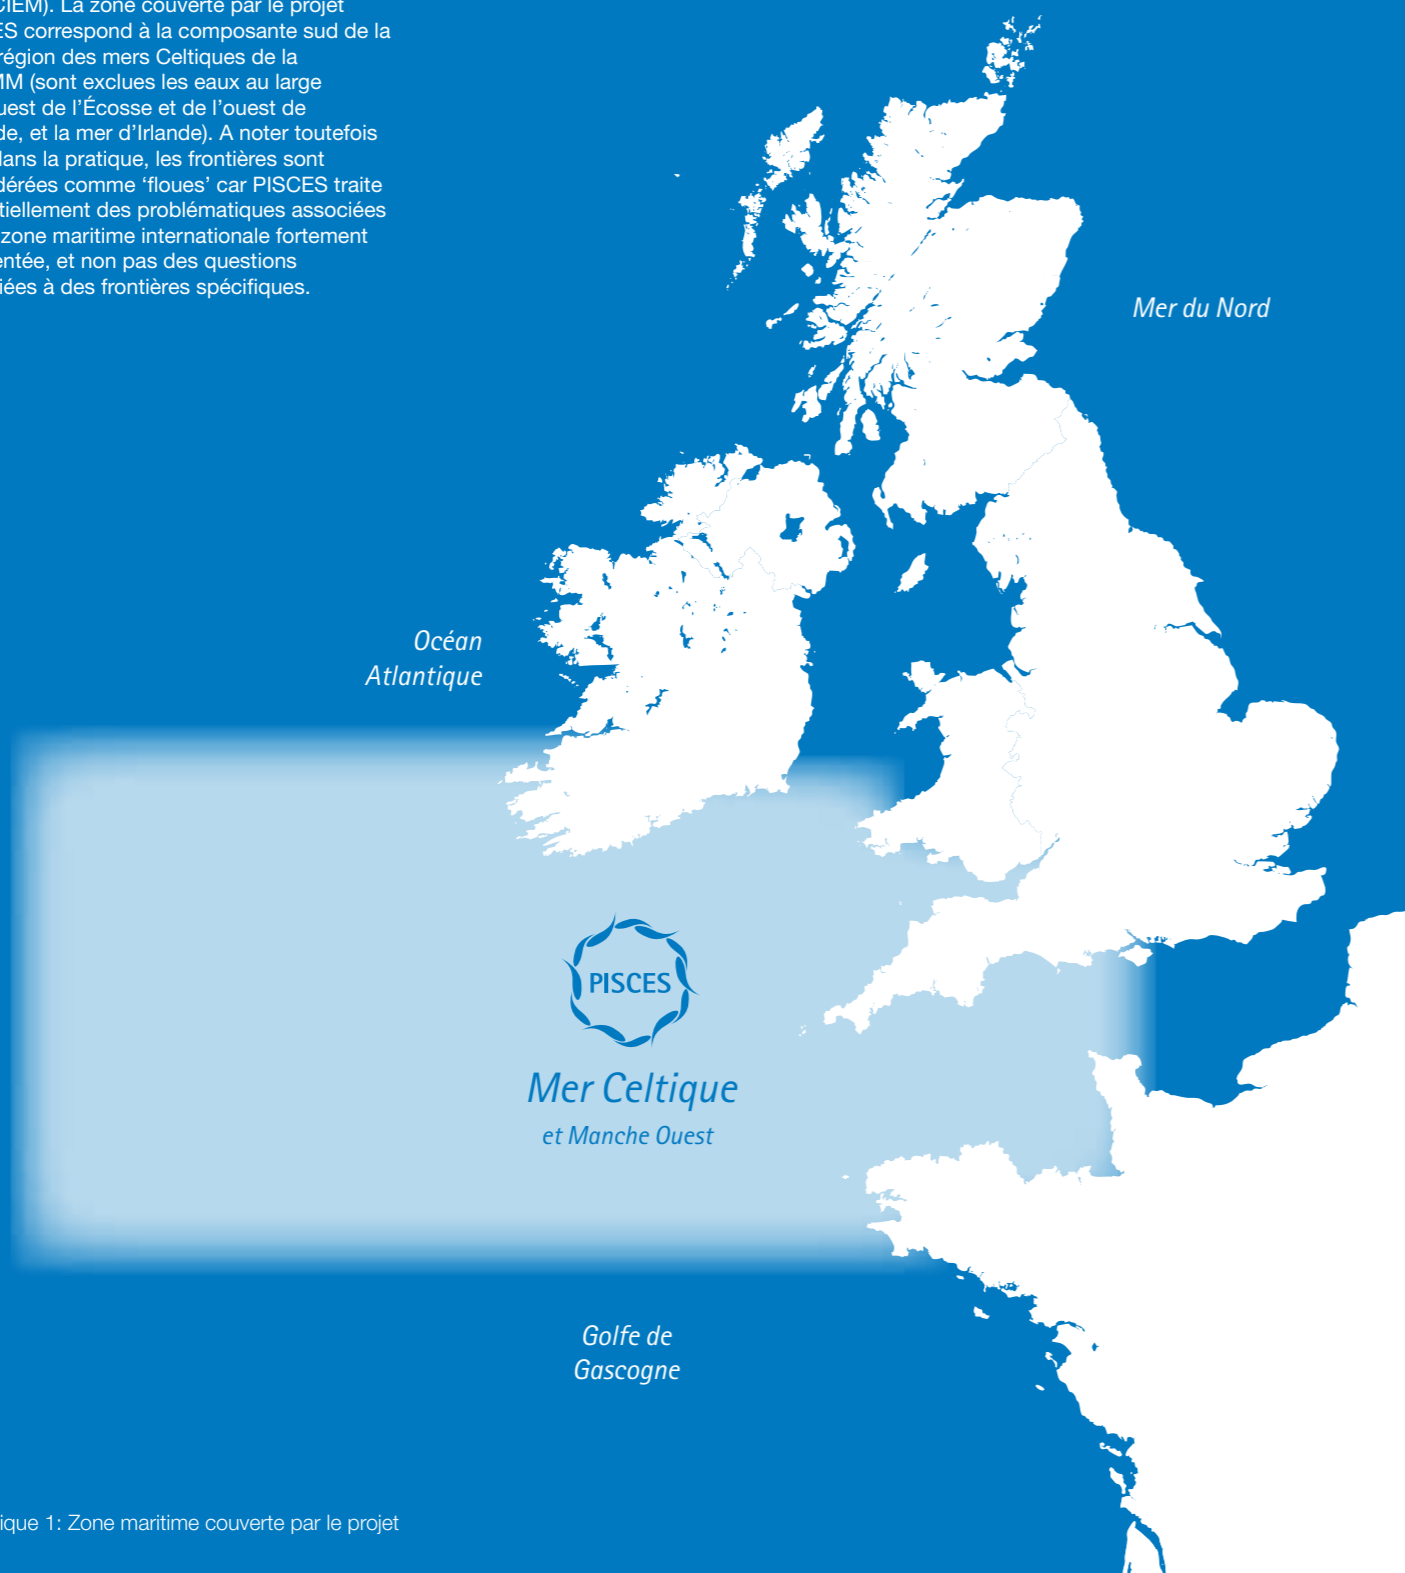 CIEM). La zone couverte par le projet
ES correspond à la composante sud de la
région des mers Celtiques de la
MM (sont exclues les eaux au large
uest de l’Écosse et de l’ouest de
de, et la mer d’Irlande). A noter toutefois
dans la pratique, les frontières sont
dérées comme ‘floues’ car PISCES traite
tiellement des problématiques associées
zone maritime internationale fortement
entée, et non pas des questions
iées à des frontières spécifiques.
Mer du Nord
Océan
Atlantique
PISCES
Mer Celtique
et Manche Ouest
Golfe de
Gascogne
ique 1: Zone maritime couverte par le projet